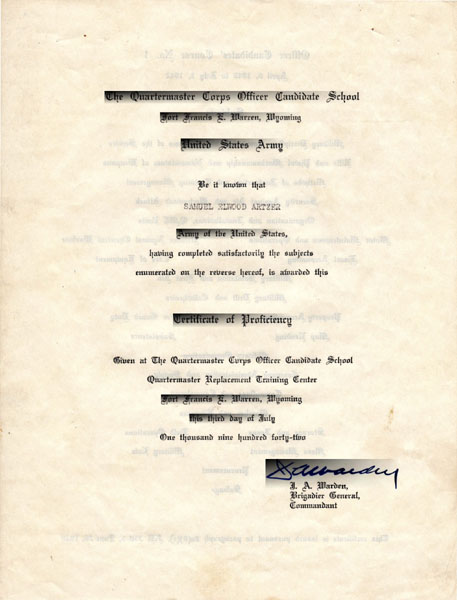 The Quartermaster Corps Officer Candidate School
Fort Francis E. Warren, Wyoming
United States Army
Be it known that
SAMUEL ELWOOD ARTZER
Army of the United States,
having completed satisfactorily the subjects
enumerated on the reverse hereof, is awarded this
Certificate of Proficiency
Given at The Quartermaster Corps Officer Candidate School
Quartermaster Replacement Training Center
Fort Francis E. Warren, Wyoming
this third day of July
One thousand nine hundred forty-two
JAWarden
J. A. Warden,
Brigadier General,
Commandant